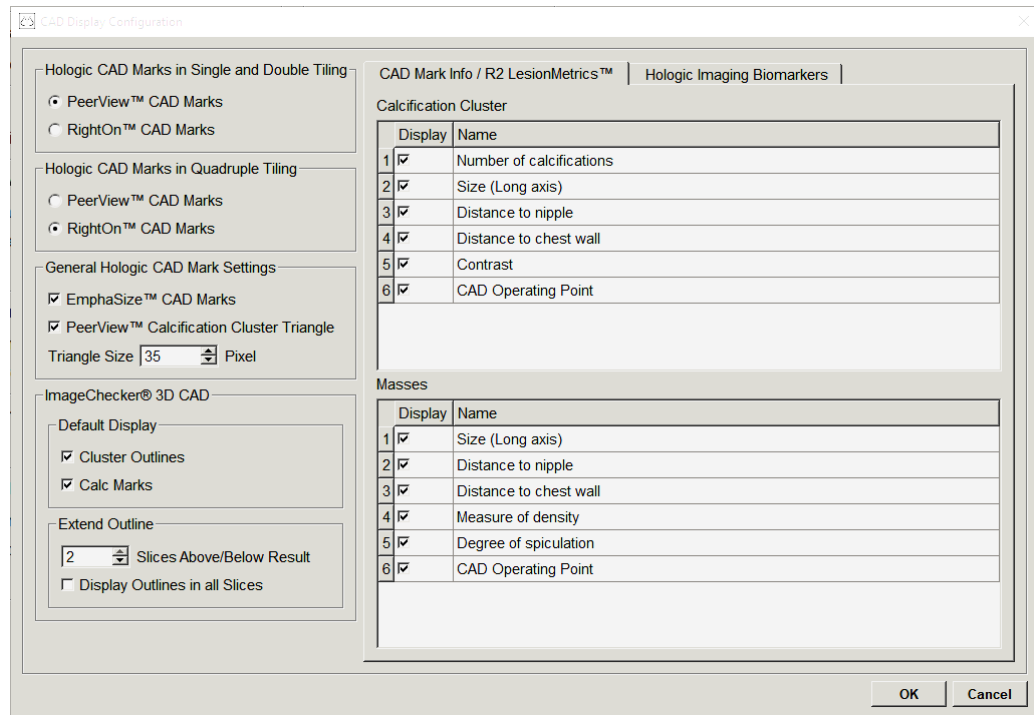 CAD Display Configuration
Hologic CAD Marks in Single and Double Tiling
PeerView™ CAD Marks
RightOn™ CAD Marks
Hologic CAD Marks in Quadruple Tiling
PeerView™ CAD Marks
RightOn™ CAD Marks
General Hologic CAD Mark Settings
EmphaSize™ CAD Marks
PeerView™ Calcification Cluster Triangle
Triangle Size 35 Pixel
ImageChecker® 3D CAD
Default Display
Cluster Outlines
Calc Marks
Extend Outline
2 Slices Above/Below Result
Display Outlines in all Slices
CAD Mark Info / R2 LesionMetrics™ Hologic Imaging Biomarkers
Calcification Cluster
Display Name
1 Number of calcifications
2 Size (Long axis)
3 Distance to nipple
4 Distance to chest wall
5 Contrast
6 CAD Operating Point
Masses
Display Name
1 Size (Long axis)
2 Distance to nipple
3 Distance to chest wall
4 Measure of density
5 Degree of spiculation
6 CAD Operating Point
OK Cancel